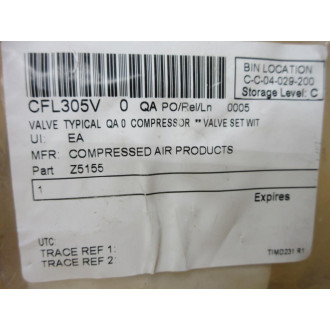 BIN LOCATION
C-C-04-029-200
Storage Level: C
CFL305V 0 QA PO/Rel/Ln 0005
VALVE TYPICAL QA 0 COMPRESSOR ** VALVE SET WIT
UI: EA
MFR: COMPRESSED AIR PRODUCTS
Part Z5155
1
Expires
UTC
TRACE REF 1:
TRACE REF 2:
TIMD231 R1